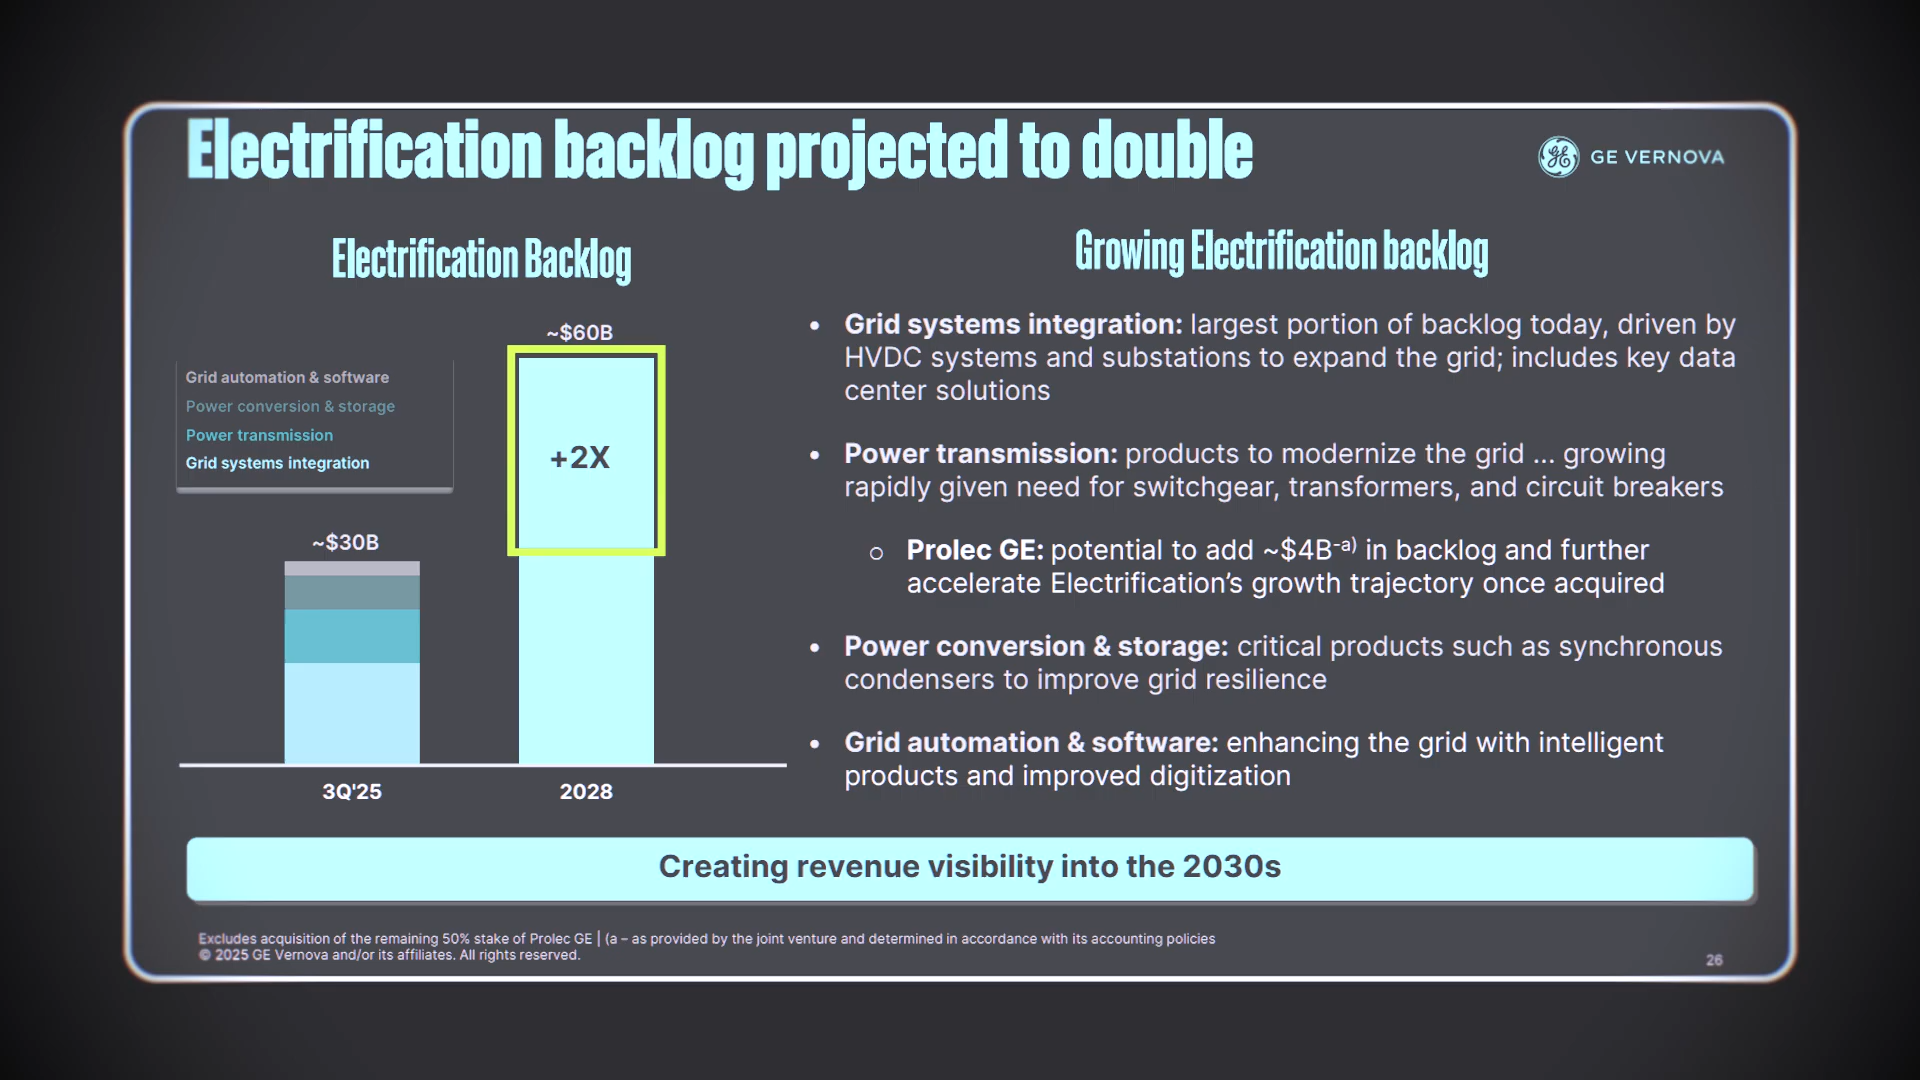 Electrification backlog projected to double
GE VERNOVA
Electrification Backlog
~$60B
+2X
Grid automation & software
Power conversion & storage
Power transmission
Grid systems integration
~$30B
3Q'25
2028
Growing Electrification backlog
• Grid systems integration: largest portion of backlog today, driven by
HVDC systems and substations to expand the grid; includes key data
center solutions
• Power transmission: products to modernize the grid ... growing
rapidly given need for switchgear, transformers, and circuit breakers
○ Prolec GE: potential to add ~$4B-a) in backlog and further
accelerate Electrification’s growth trajectory once acquired
• Power conversion & storage: critical products such as synchronous
condensers to improve grid resilience
• Grid automation & software: enhancing the grid with intelligent
products and improved digitization
Creating revenue visibility into the 2030s
Excludes acquisition of the remaining 50% stake of Prolec GE | (a – as provided by the joint venture and determined in accordance with its accounting policies
© 2025 GE Vernova and/or its affiliates. All rights reserved.
26